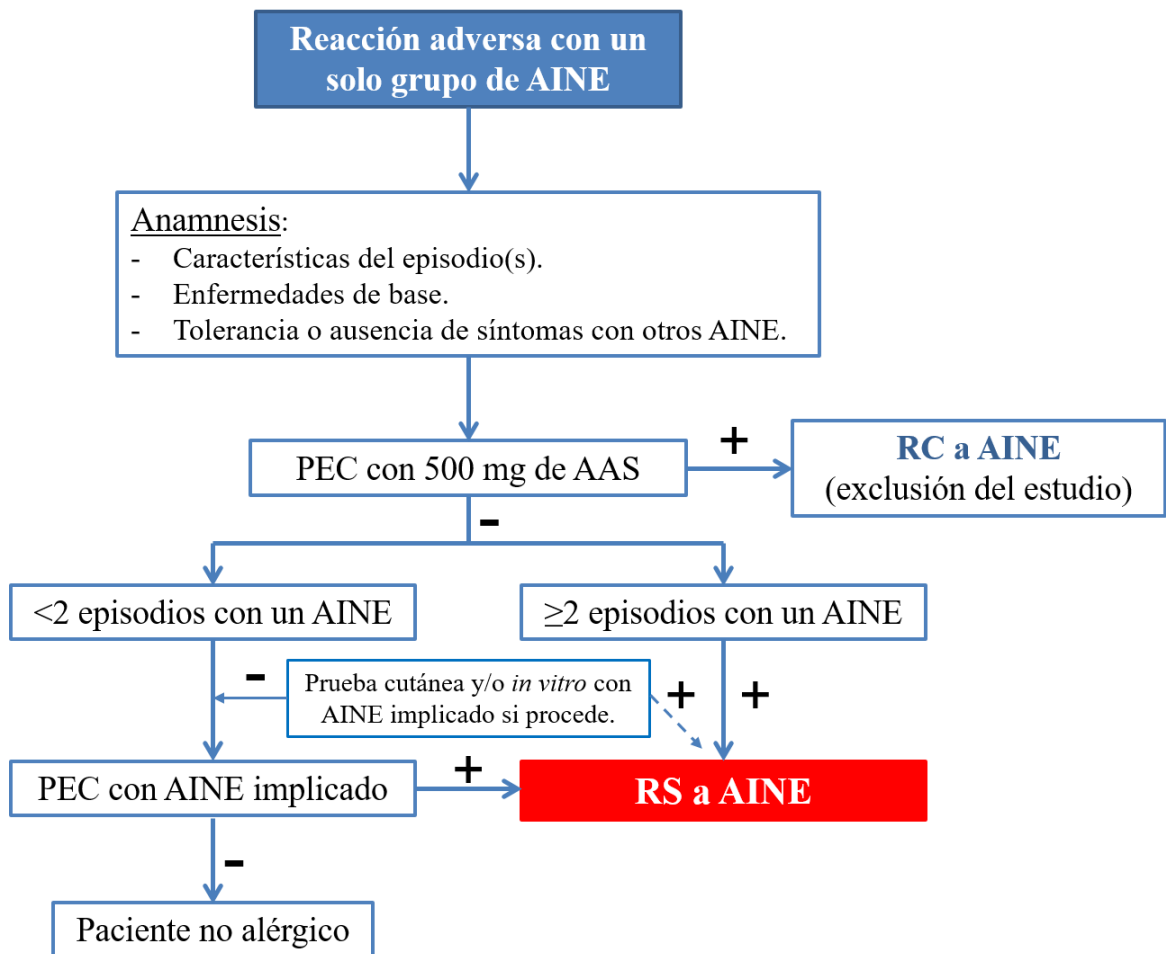 Reacción adversa con un
solo grupo de AINE
Anamnesis:
- Características del episodio(s).
- Enfermedades de base.
- Tolerancia o ausencia de síntomas con otros AINE.
PEC con 500 mg de AAS
+
RC a AINE
(exclusión del estudio)
-
<2 episodios con un AINE
≥2 episodios con un AINE
-
Prueba cutánea y/o in vitro con
AINE implicado si procede.
+
+
PEC con AINE implicado
+
RS a AINE
-
Paciente no alérgico